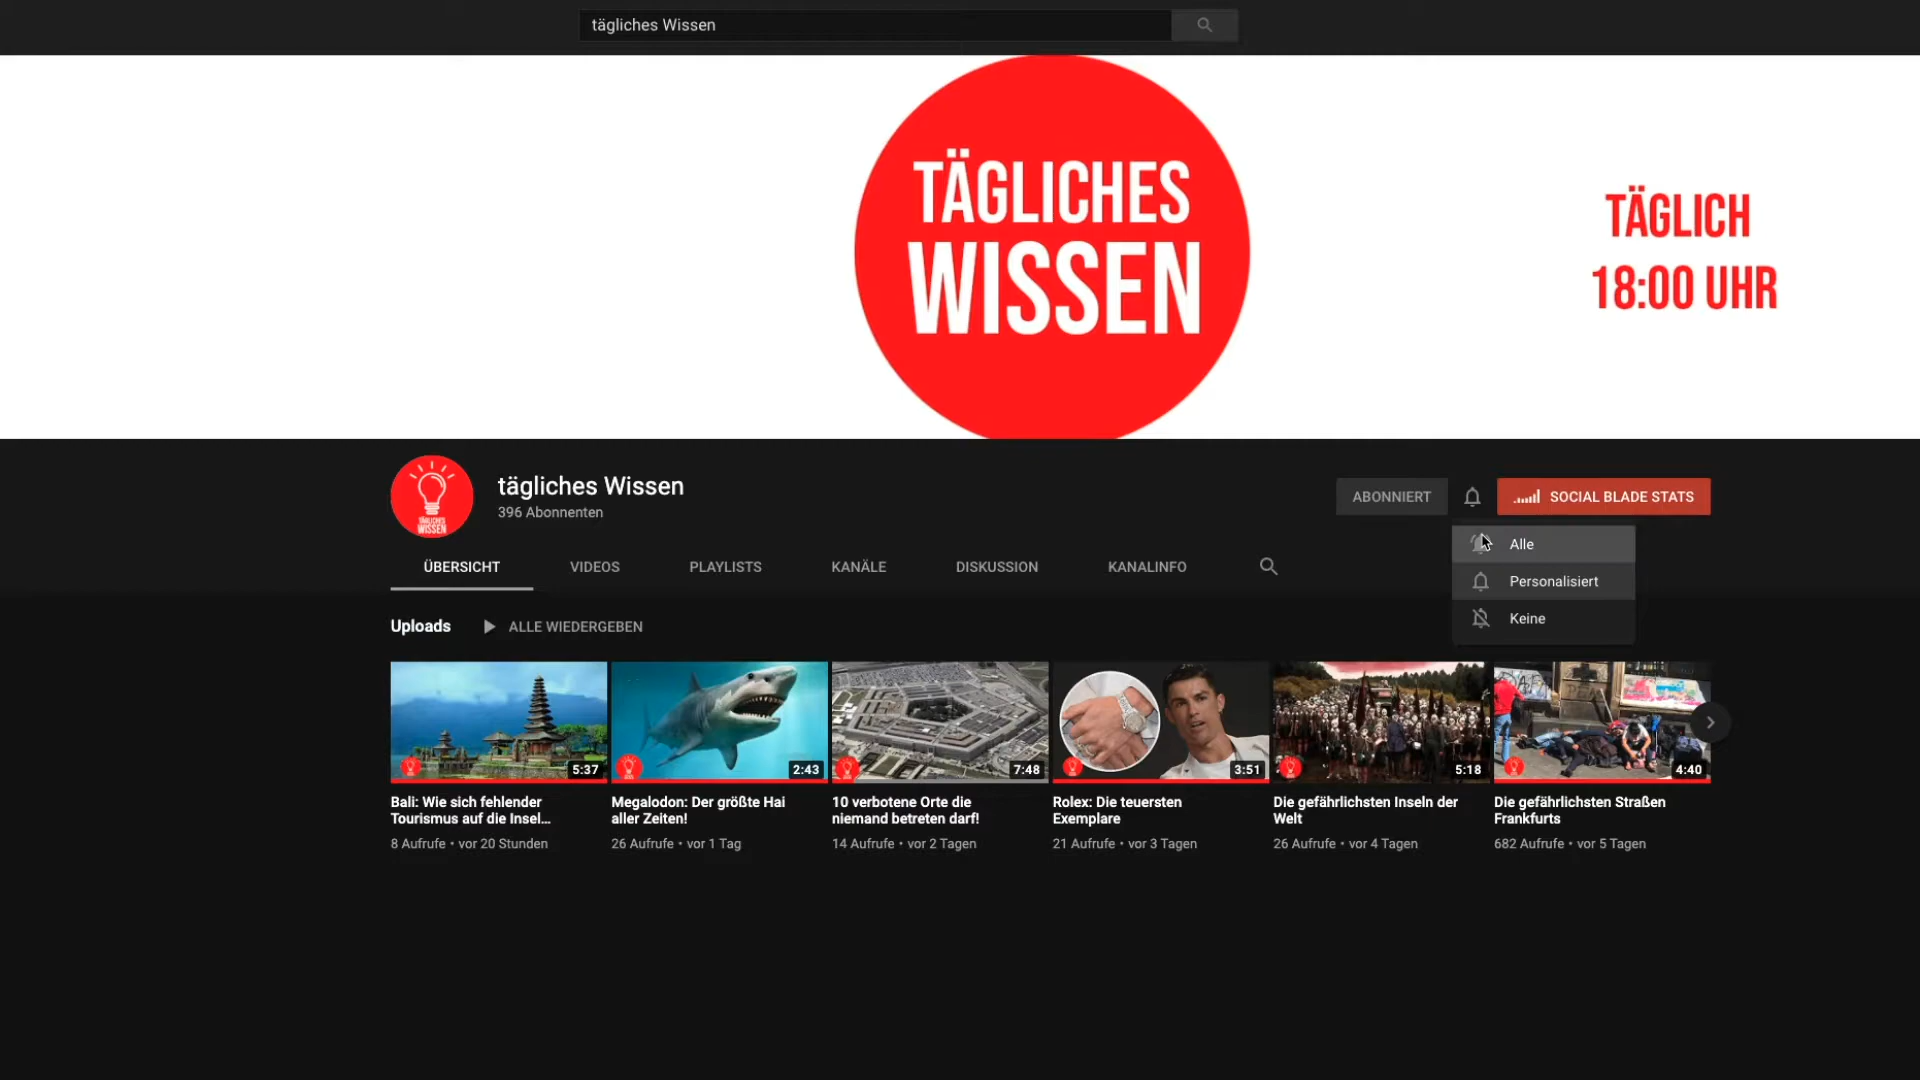 tägliches Wissen
TÄGLICHES
WISSEN
TÄGLICH
18:00 UHR
tägliches Wissen
396 Abonnenten
TÄGLICHES
WISSEN
ABONNIERT
SOCIAL BLADE STATS
Alle
Personalisiert
Keine
ÜBERSICHT
VIDEOS
PLAYLISTS
KANÄLE
DISKUSSION
KANALINFO
Uploads
ALLE WIEDERGEBEN
5:37
2:43
7:48
3:51
5:18
4:40
Bali: Wie sich fehlender
Tourismus auf die Insel...
8 Aufrufe • vor 20 Stunden
Megalodon: Der größte Hai
aller Zeiten!
26 Aufrufe • vor 1 Tag
10 verbotene Orte die
niemand betreten darf!
14 Aufrufe • vor 2 Tagen
Rolex: Die teuersten
Exemplare
21 Aufrufe • vor 3 Tagen
Die gefährlichsten Inseln der
Welt
26 Aufrufe • vor 4 Tagen
Die gefährlichsten Straßen
Frankfurts
682 Aufrufe • vor 5 Tagen